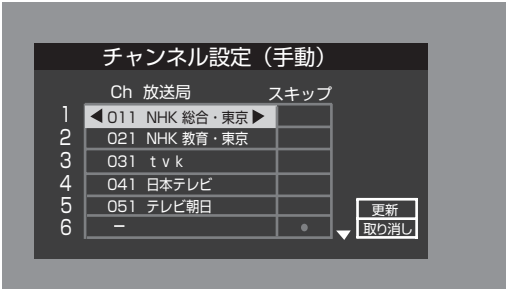 チャンネル設定（手動）
Ch 放送局 スキップ
1 ◀011 NHK 総合・東京▶
2 021 NHK 教育・東京
3 031 ｔｖｋ
4 041 日本テレビ
5 051 テレビ朝日
6 − ●
更新
▼ 取り消し